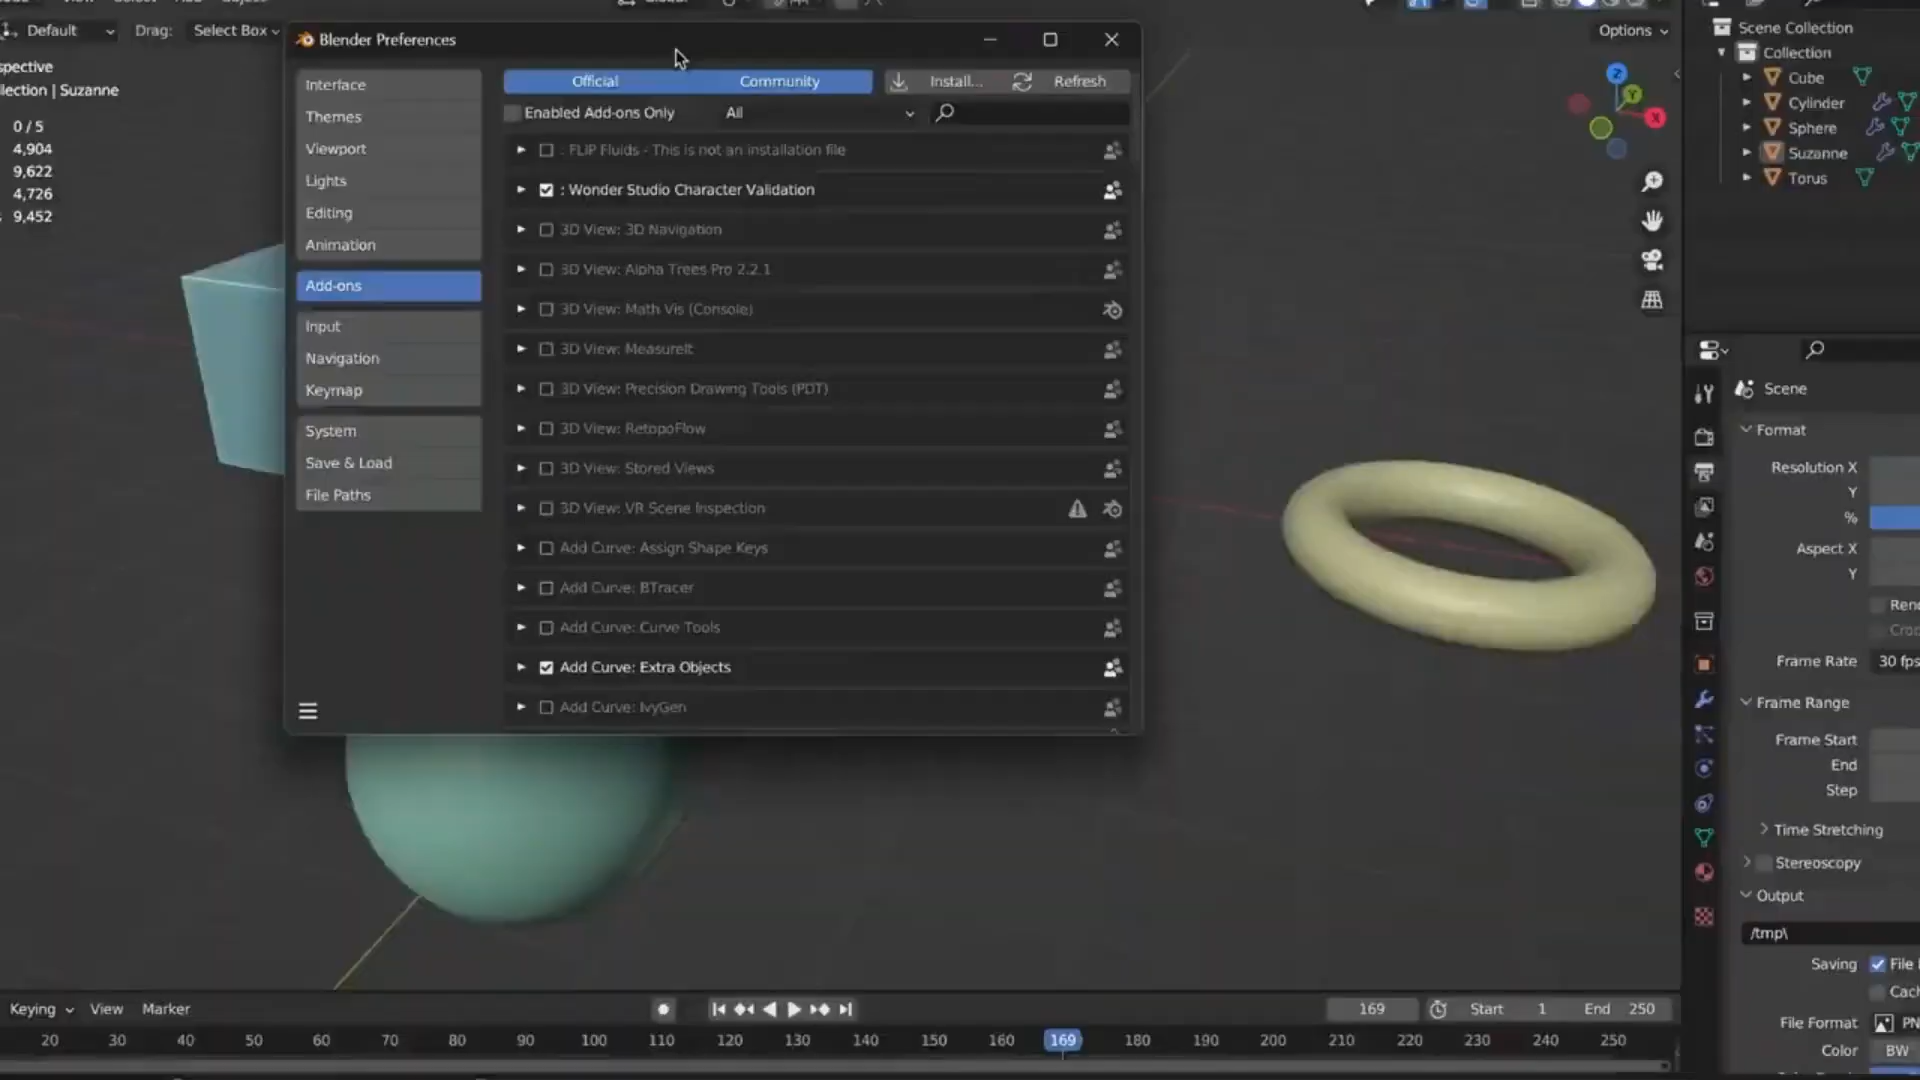 Default
Drag:
Select Box
Options
spective
lection | Suzanne
0 / 5
4,904
9,622
4,726
9,452
Blender Preferences
Interface
Themes
Viewport
Lights
Editing
Animation
Add-ons
Input
Navigation
Keymap
System
Save & Load
File Paths
Official
Community
Install...
Refresh
Enabled Add-ons Only
All
: FLIP Fluids - This is not an installation file
: Wonder Studio Character Validation
3D View: 3D Navigation
3D View: Alpha Trees Pro 2.2.1
3D View: Math Vis (Console)
3D View: MeasureIt
3D View: Precision Drawing Tools (PDT)
3D View: RetopoFlow
3D View: Stored Views
3D View: VR Scene Inspection
Add Curve: Assign Shape Keys
Add Curve: BTracer
Add Curve: Curve Tools
Add Curve: Extra Objects
Add Curve: IvyGen
Z
Y
X
Scene Collection
Collection
Cube
Cylinder
Sphere
Suzanne
Torus
Scene
Format
Resolution X
Y
%
Aspect X
Y
Frame Rate
30 fps
Frame Range
Frame Start
End
Step
Time Stretching
Stereoscopy
Output
/tmp\
Saving
File
File Format
Color
BW
Keying
View
Marker
169
Start
1
End
250
20 30 40 50 60 70 80 90 100 110 120 130 140 150 160 169 180 190 200 210 220 230 240 250